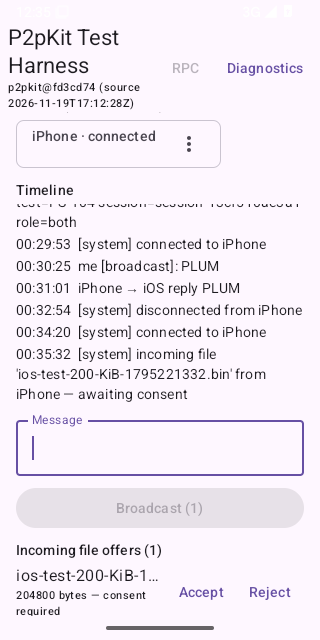 P2pKit Test
Harness
RPC
Diagnostics
p2pkit@fd3cd74 (source
2026-11-19T17:12:28Z)
iPhone · connected
Timeline
role=both
00:29:53 [system] connected to iPhone
00:30:25 me [broadcast]: PLUM
00:31:01 iPhone → iOS reply PLUM
00:32:54 [system] disconnected from iPhone
00:34:20 [system] connected to iPhone
00:35:32 [system] incoming file
'ios-test-200-KiB-1795221332.bin' from
iPhone — awaiting consent
Message
Broadcast (1)
Incoming file offers (1)
ios-test-200-KiB-1...
204800 bytes — consent
required
Accept
Reject